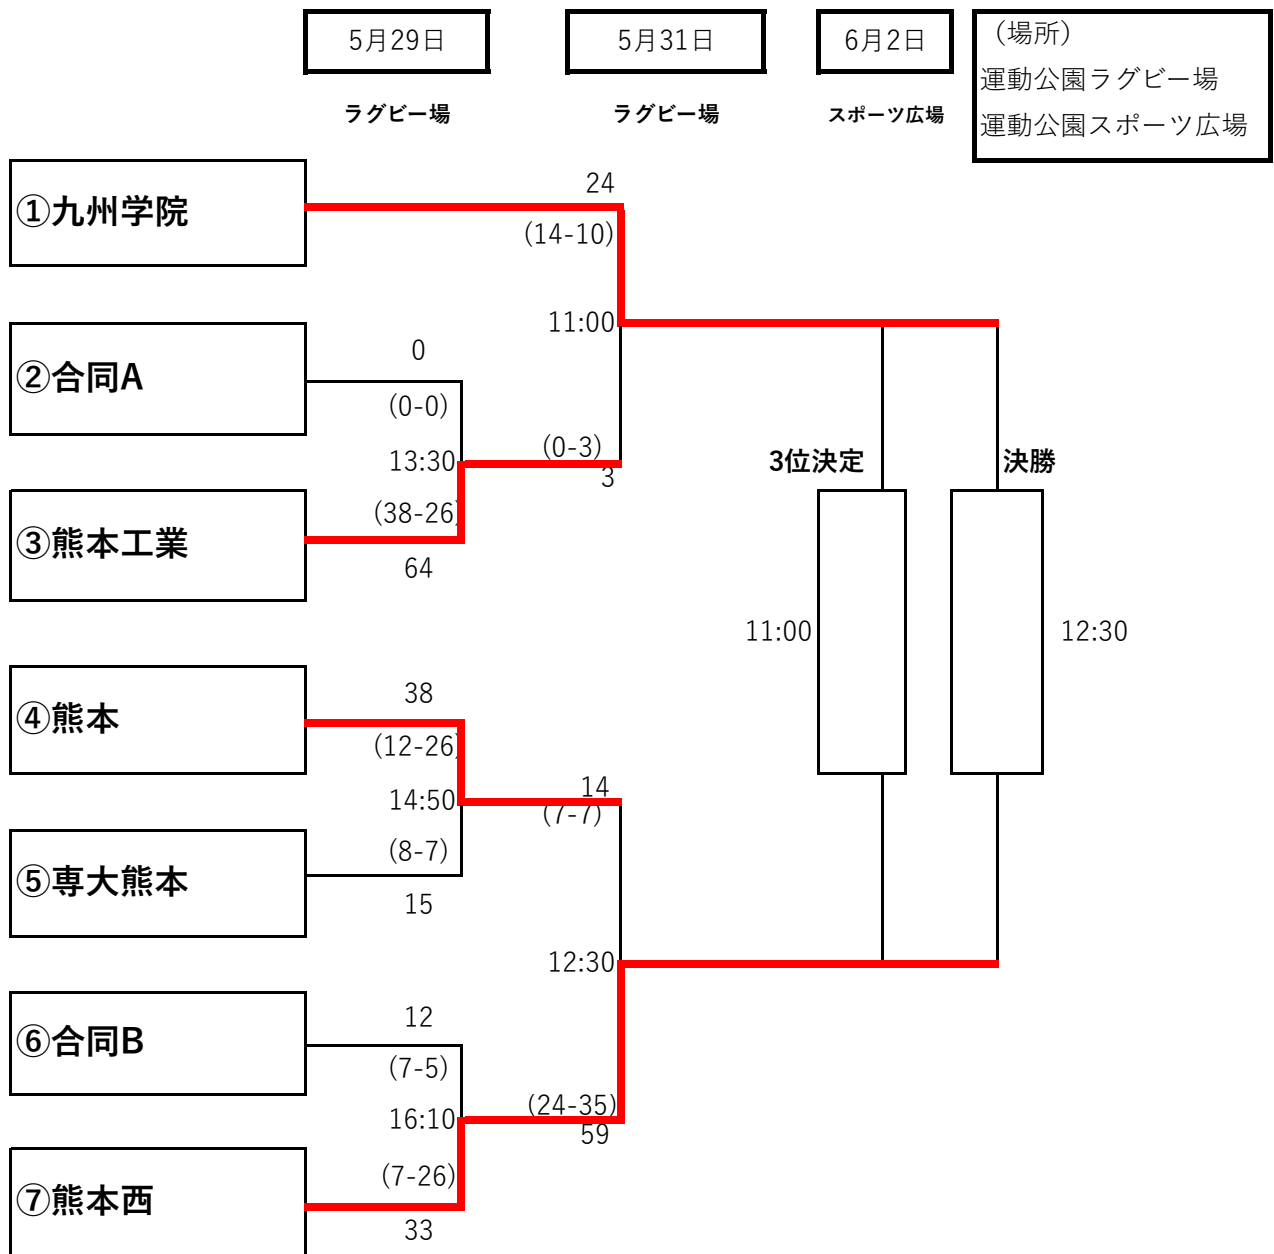 5月29日
5月31日
6月2日
（場所）
運動公園ラグビー場
運動公園スポーツ広場
ラグビー場
ラグビー場
スポーツ広場
①九州学院
24
(14-10)
11:00
②合同A
0
(0-0)
13:30
(0-3)
3
(38-26)
③熊本工業
64
3位決定
決勝
11:00
12:30
④熊本
38
(12-26)
14:50
14
(7-7)
(8-7)
⑤専大熊本
15
12:30
⑥合同B
12
(7-5)
16:10
(24-35)
59
(7-26)
⑦熊本西
33